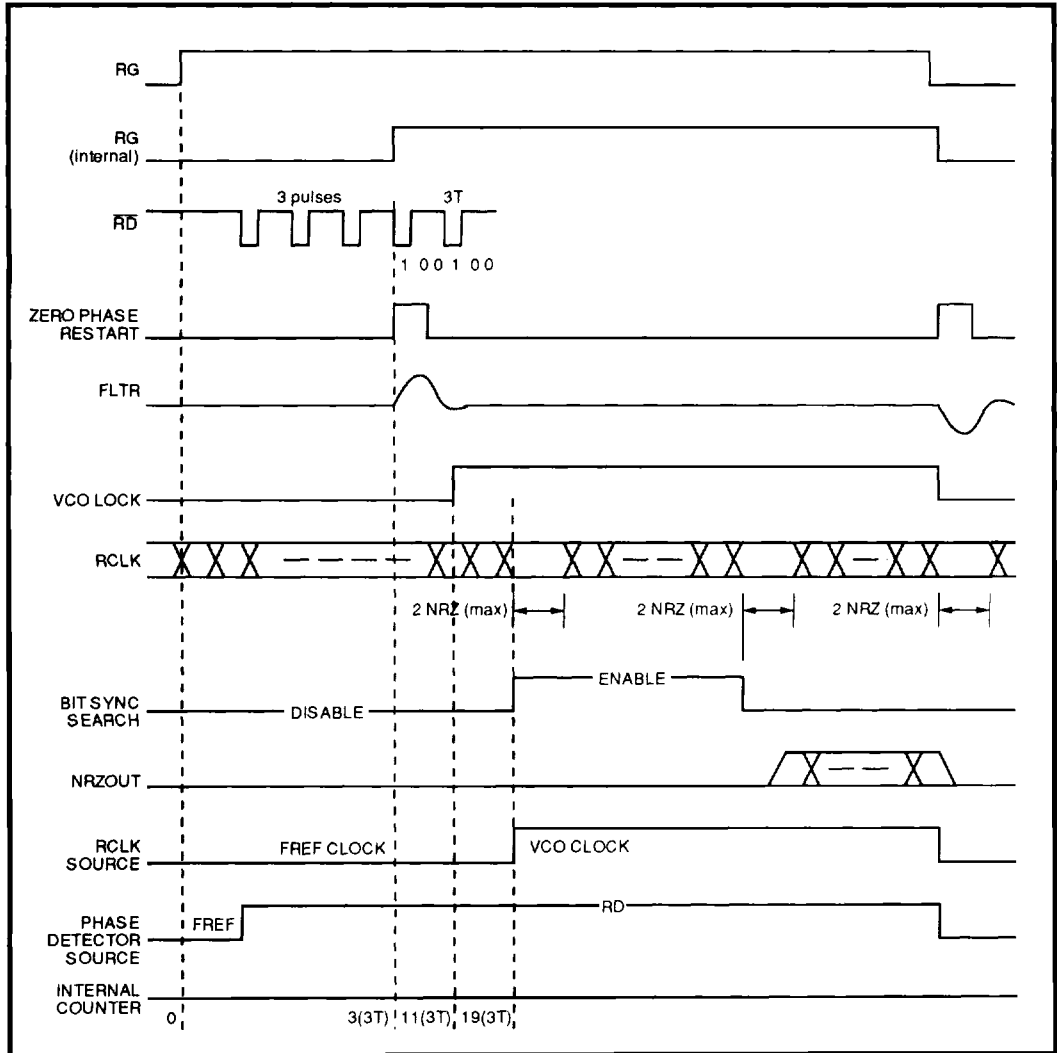 RG
RG
(internal)
3 pulses 3T
RD
1 0 0 1 0 0
ZERO PHASE
RESTART
FLTR
VCO LOCK
RCLK
2 NRZ (max) 2 NRZ (max) 2 NRZ (max)
ENABLE
BIT SYNC
SEARCH
DISABLE
NRZOUT
RCLK
SOURCE
FREF CLOCK VCO CLOCK
RD
FREF
PHASE
DETECTOR
SOURCE
INTERNAL
COUNTER
0 3(3T) 11(3T) 19(3T)